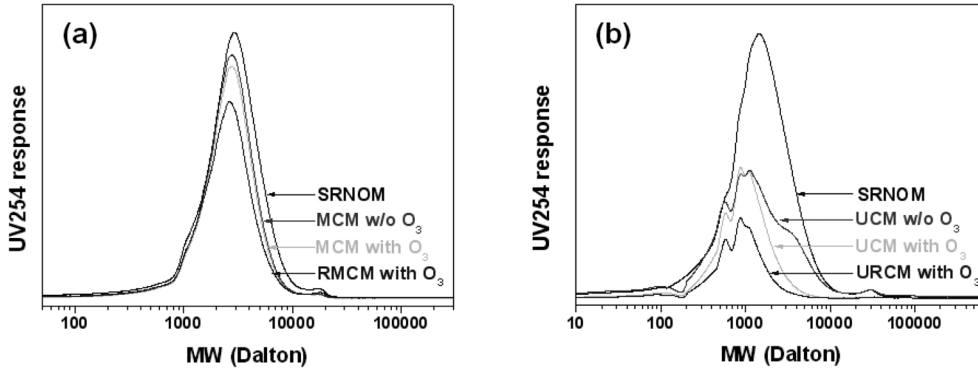 (a)
UV254 response
SRNOM
MCM w/o O3
MCM with O3
RMCM with O3
100 1000 10000 100000
MW (Dalton)
(b)
UV254 response
SRNOM
UCM w/o O3
UCM with O3
URCM with O3
10 100 1000 10000 100000
MW (Dalton)